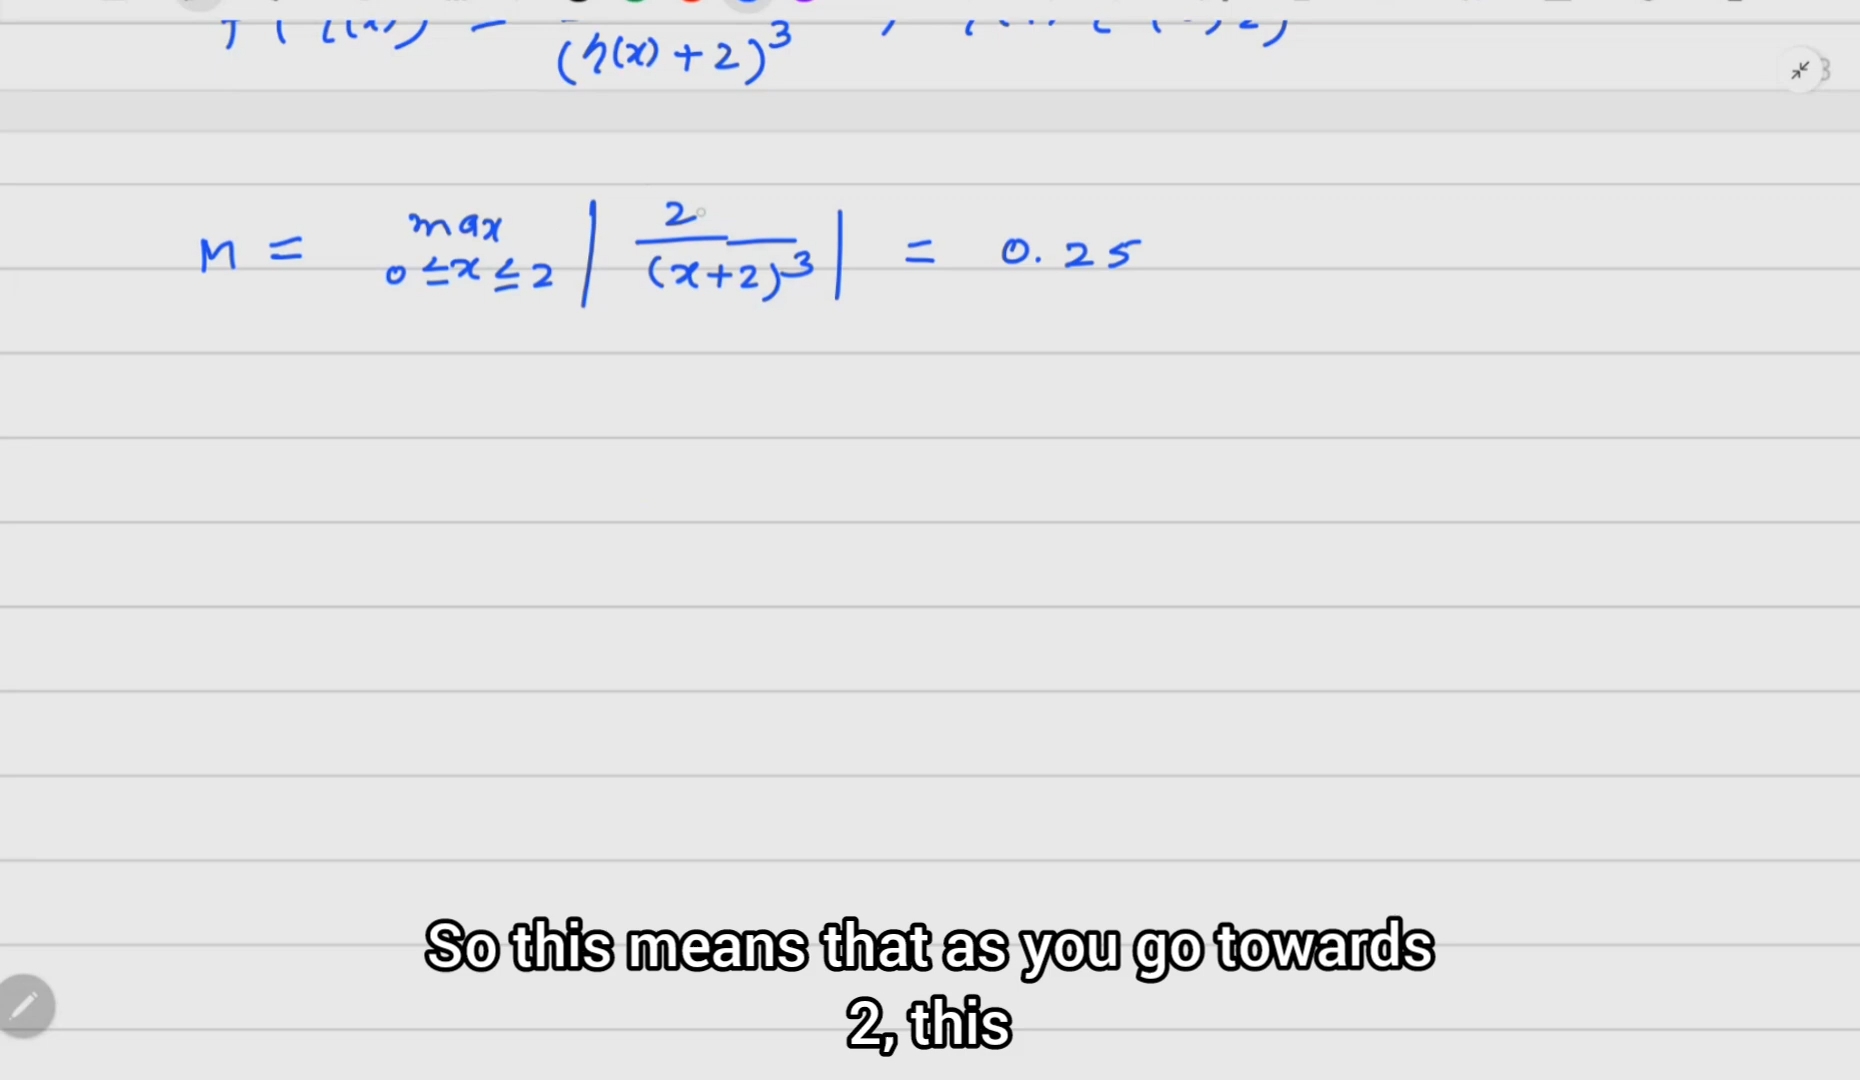 (η(x) + 2)³
3
M = max 0 ≤ x ≤ 2 | 2 / (x+2)³ | = 0.25
So this means that as you go towards
2, this